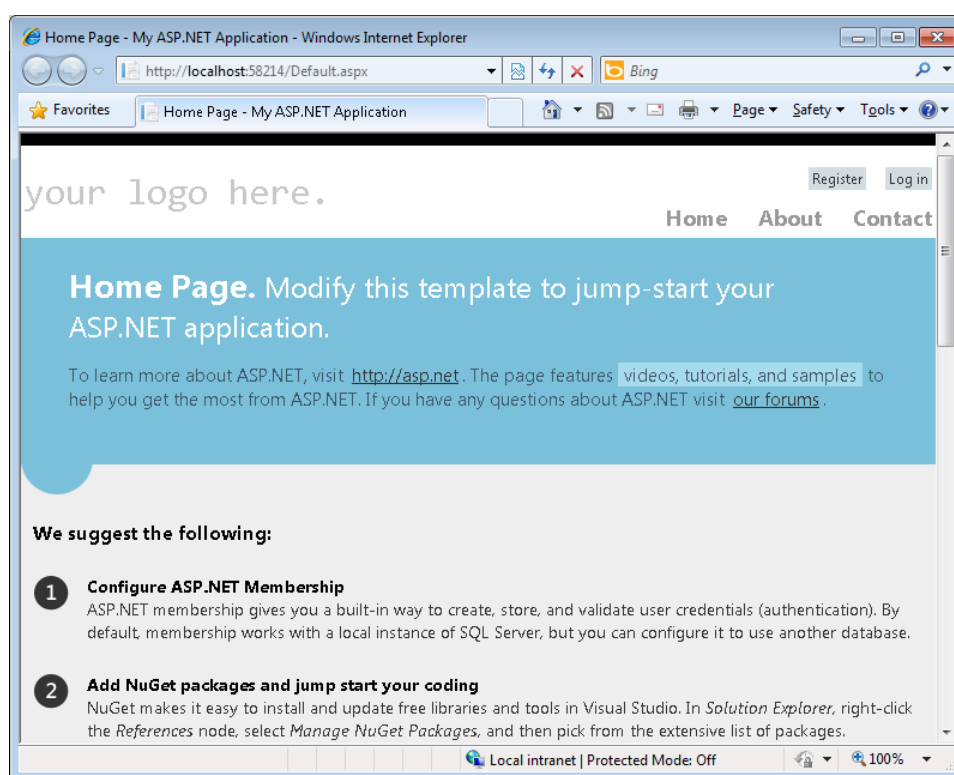 Home Page - My ASP.NET Application - Windows Internet Explorer
http://localhost:58214/Default.aspx
Bing
Favorites
Home Page - My ASP.NET Application
Page
Safety
Tools
your logo here.
Register
Log in
Home
About
Contact
Home Page. Modify this template to jump-start your
ASP.NET application.
To learn more about ASP.NET, visit http://asp.net. The page features videos, tutorials, and samples to
help you get the most from ASP.NET. If you have any questions about ASP.NET visit our forums.
We suggest the following:
1
Configure ASP.NET Membership
ASP.NET membership gives you a built-in way to create, store, and validate user credentials (authentication). By
default, membership works with a local instance of SQL Server, but you can configure it to use another database.
2
Add NuGet packages and jump start your coding
NuGet makes it easy to install and update free libraries and tools in Visual Studio. In Solution Explorer, right-click
the References node, select Manage NuGet Packages, and then pick from the extensive list of packages.
Local intranet | Protected Mode: Off
100%